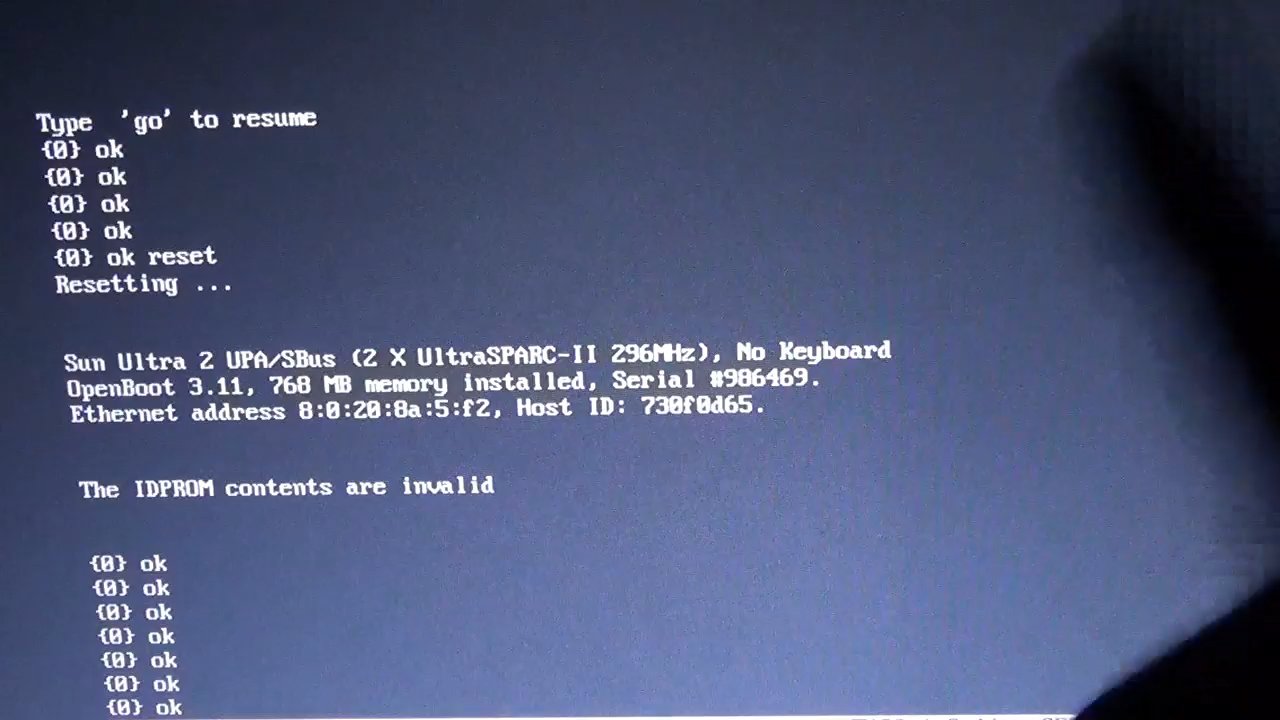 Type 'go' to resume
{0} ok
{0} ok
{0} ok
{0} ok
{0} ok reset
Resetting ...
Sun Ultra 2 UPA/SBus (2 X UltraSPARC-II 296MHz), No Keyboard
OpenBoot 3.11, 768 MB memory installed, Serial #986469.
Ethernet address 8:0:20:8a:5:f2, Host ID: 730f0d65.
The IDPROM contents are invalid
{0} ok
{0} ok
{0} ok
{0} ok
{0} ok
{0} ok
{0} ok